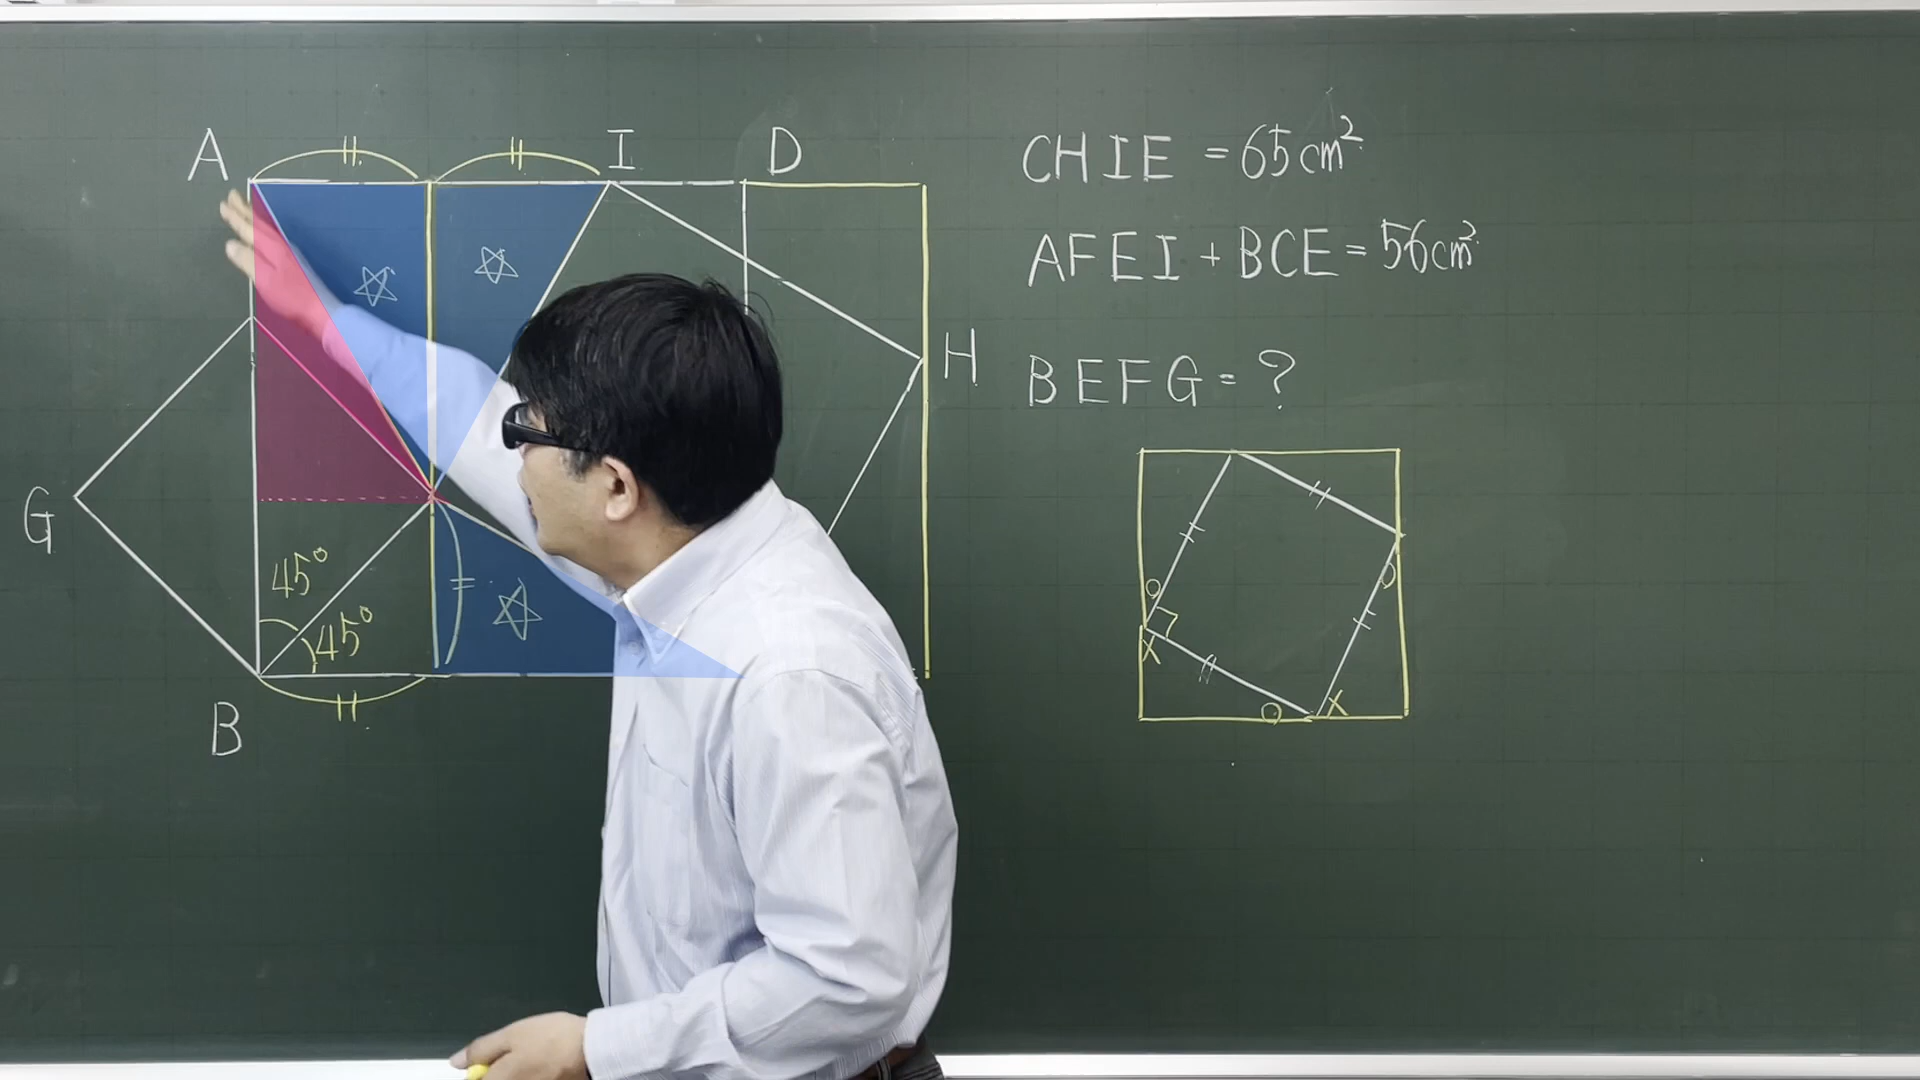 A
I
D
CHIE = 65cm²
AFEI + BCE = 56cm²
H
BEFG = ?
G
45°
45°
B